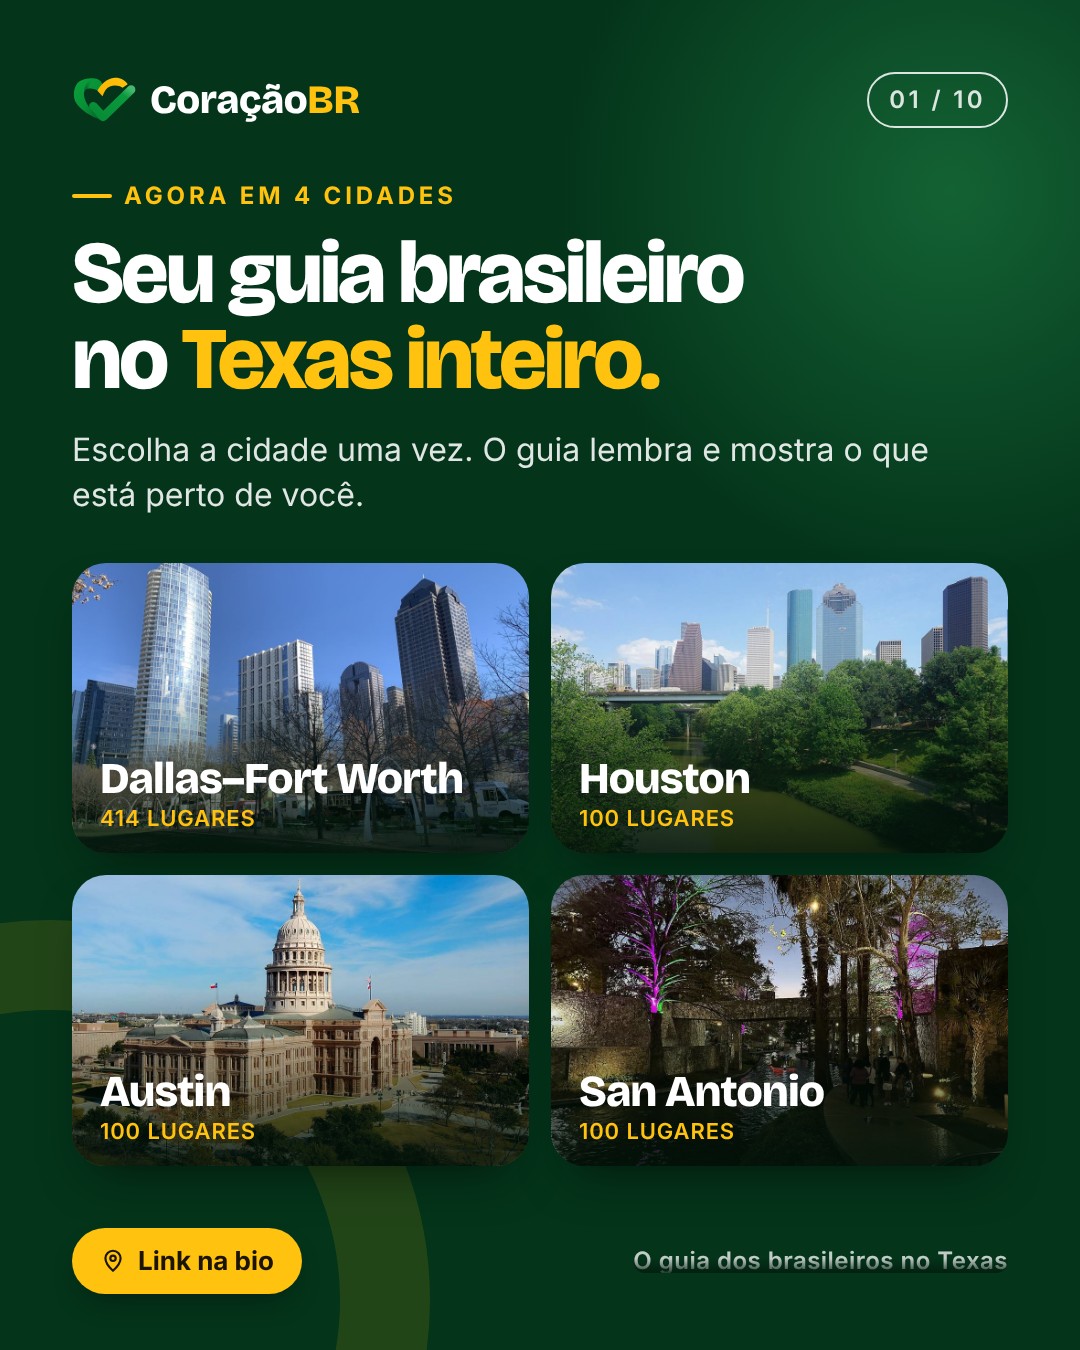 CoraçãoBR
01 / 10
AGORA EM 4 CIDADES
Seu guia brasileiro
no Texas inteiro.
Escolha a cidade uma vez. O guia lembra e mostra o que
está perto de você.
Dallas–Fort Worth
414 LUGARES
Houston
100 LUGARES
Austin
100 LUGARES
San Antonio
100 LUGARES
Link na bio
O guia dos brasileiros no Texas